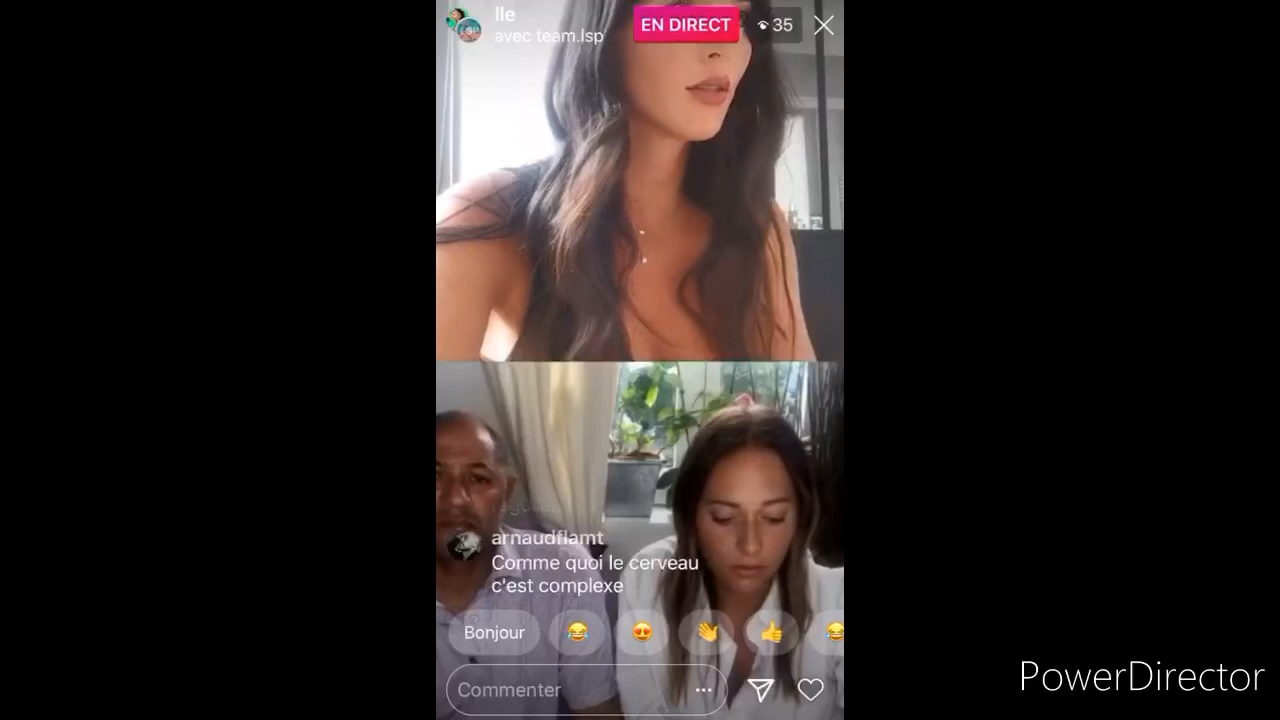 lle
avec team.lsp
EN DIRECT
35
arnaudflamt
Comme quoi le cerveau
c'est complexe
Bonjour
Commenter
PowerDirector